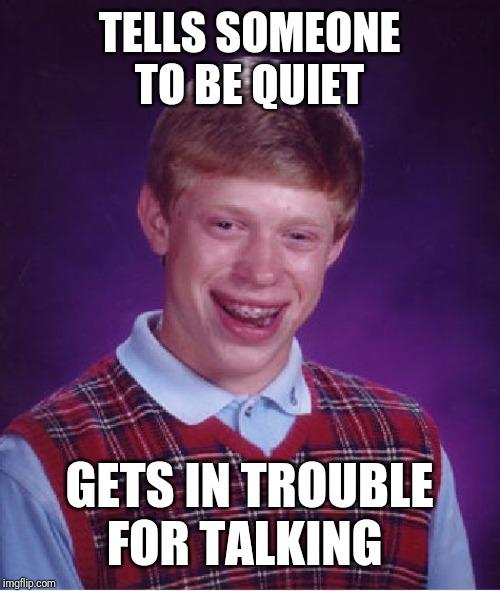 TELLS SOMEONE
TO BE QUIET
GETS IN TROUBLE
FOR TALKING
imgflip.com